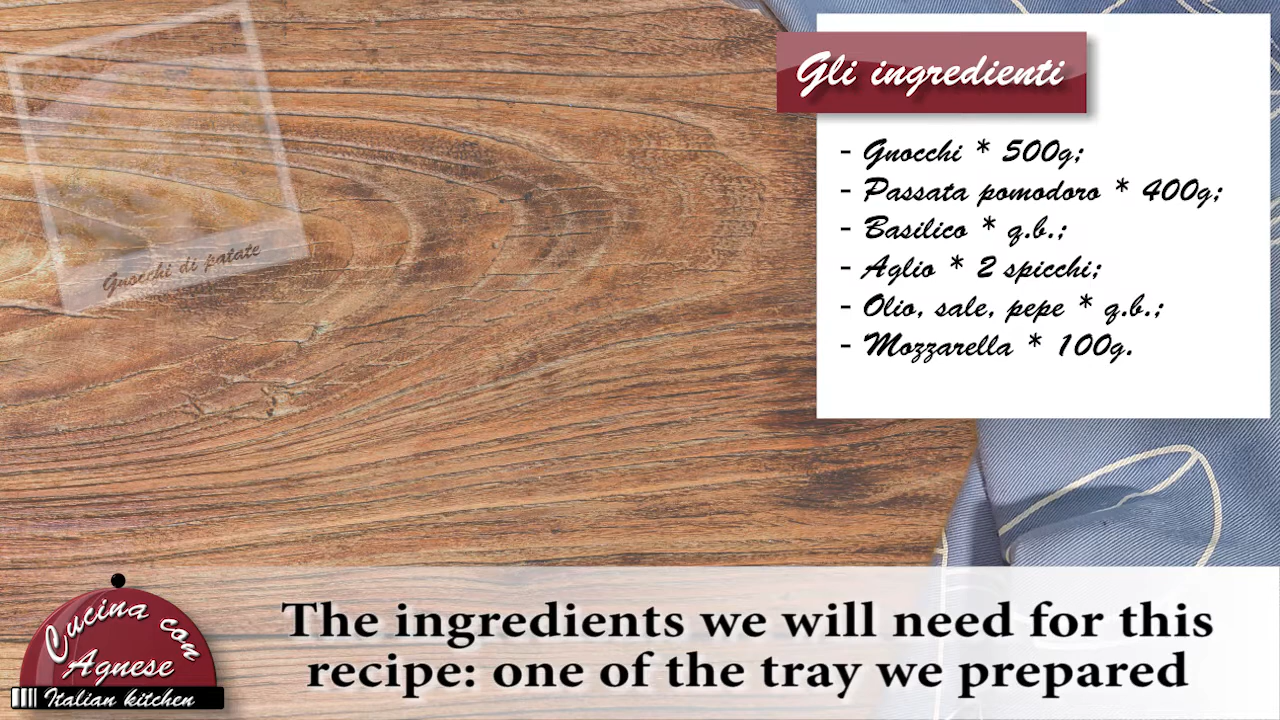 Gli ingredienti
- Gnocchi * 500g;
- Passata pomodoro * 400g;
- Basilico * q.b.;
- Aglio * 2 spicchi;
- Olio, sale, pepe * q.b.;
- Mozzarella * 100g.
Gnocchi di patate
The ingredients we will need for this
recipe: one of the tray we prepared
Cucina con
Agnese
Italian kitchen